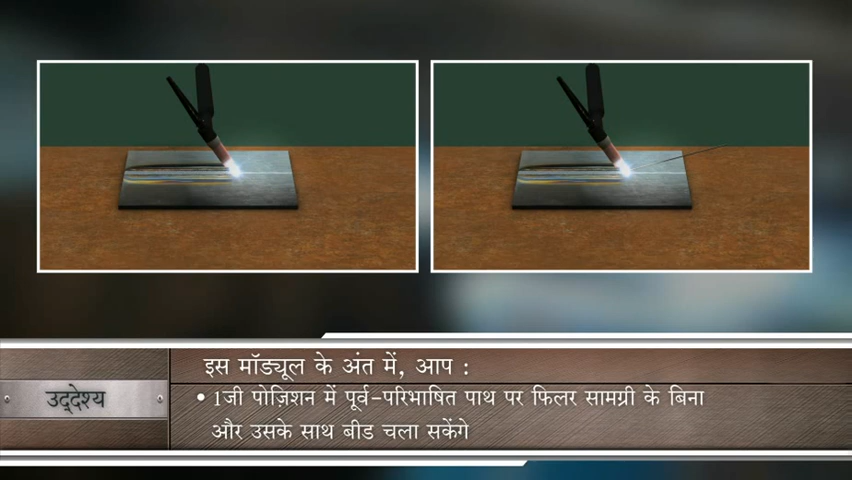 इस मॉड्यूल के अंत में, आप :
उद्देश्य
• 1जी पोज़िशन में पूर्व-परिभाषित पाथ पर फिलर सामग्री के बिना
और उसके साथ बीड चला सकेंगे